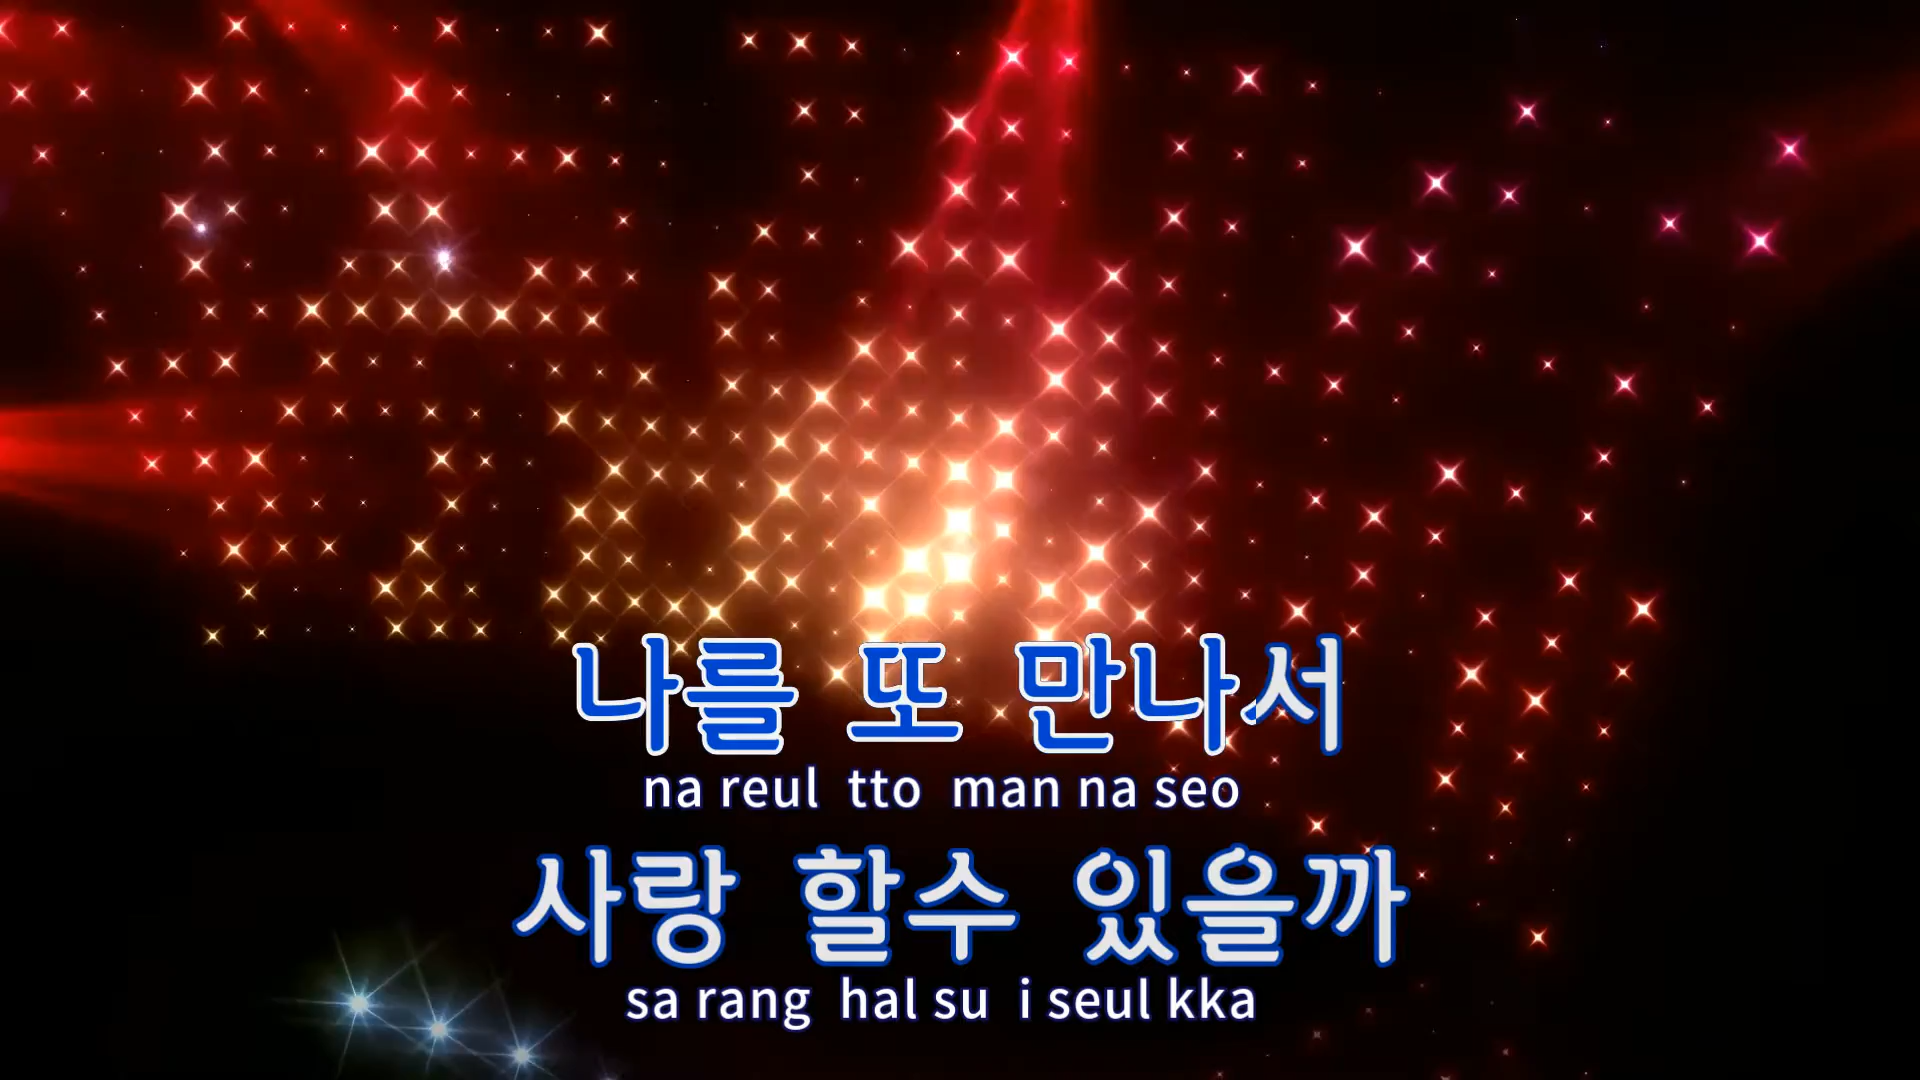 나를 또 만나서
na reul tto man na seo
사랑 할수 있을까
sa rang hal su i seul kka